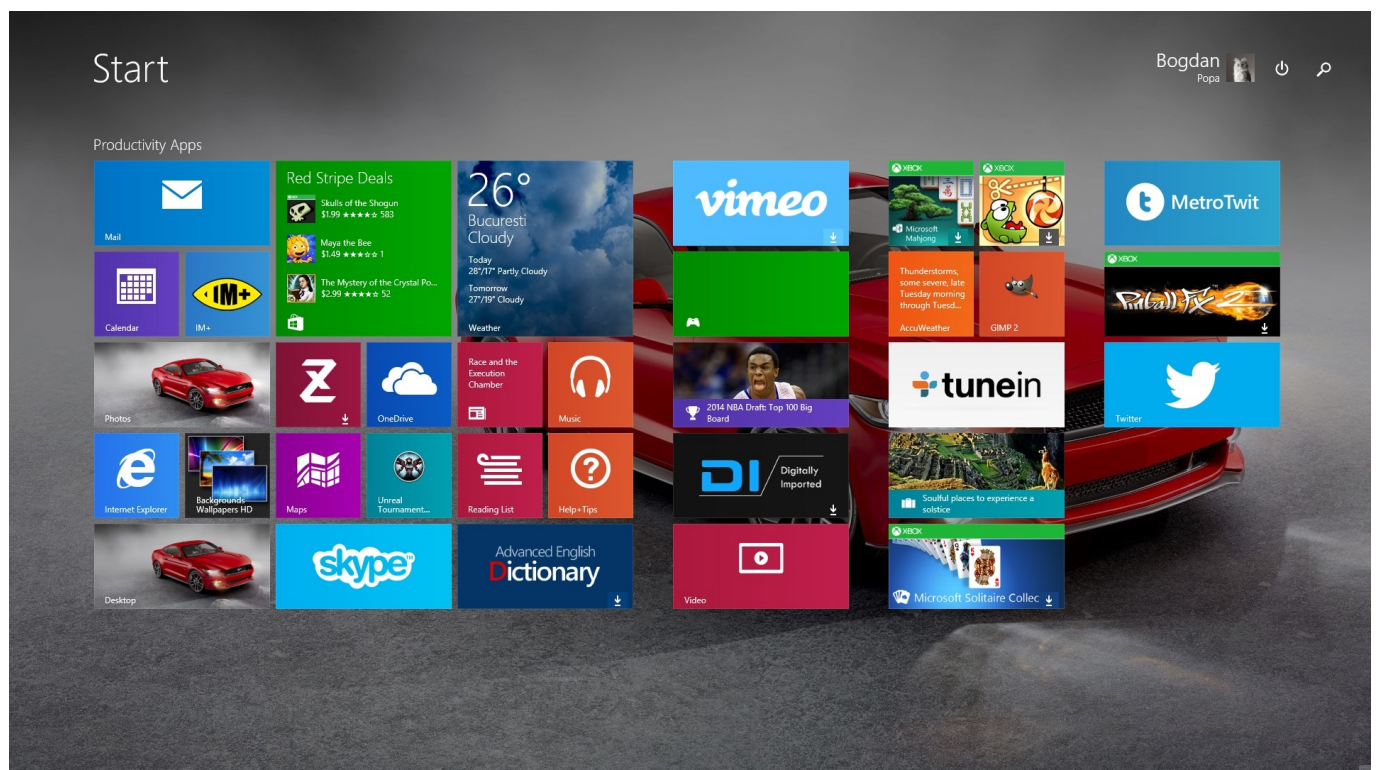 Start
Bogdan
Popa
Productivity Apps
Mail
Calendar
IM+
IM+
Red Stripe Deals
Skulls of the Shogun
$1.99 ★★★★☆ 583
Maya the Bee
$1.49 ★★★★☆ 1
The Mystery of the Crystal Po...
$2.99 ★★★★☆ 52
26°
Bucuresti
Cloudy
Today
28°/17° Partly Cloudy
Tomorrow
27°/19° Cloudy
Weather
Photos
Z
OneDrive
Race and the
Execution
Chamber
Music
Internet Explorer
Backgrounds
Wallpapers HD
Maps
Unreal
Tournament...
Reading List
Help+Tips
Desktop
skype™
Advanced English
Dictionary
vimeo
2014 NBA Draft: Top 100 Big
Board
DI
Digitally
Imported
Video
XBOX
Microsoft
Mahjong
XBOX
Thunderstorms,
some severe, late
Tuesday morning
through Tuesd...
AccuWeather
GIMP 2
tunein
Soulful places to experience a
solstice
XBOX
Microsoft Solitaire Collec
MetroTwit
XBOX
Pinball FX 2™
Twitter